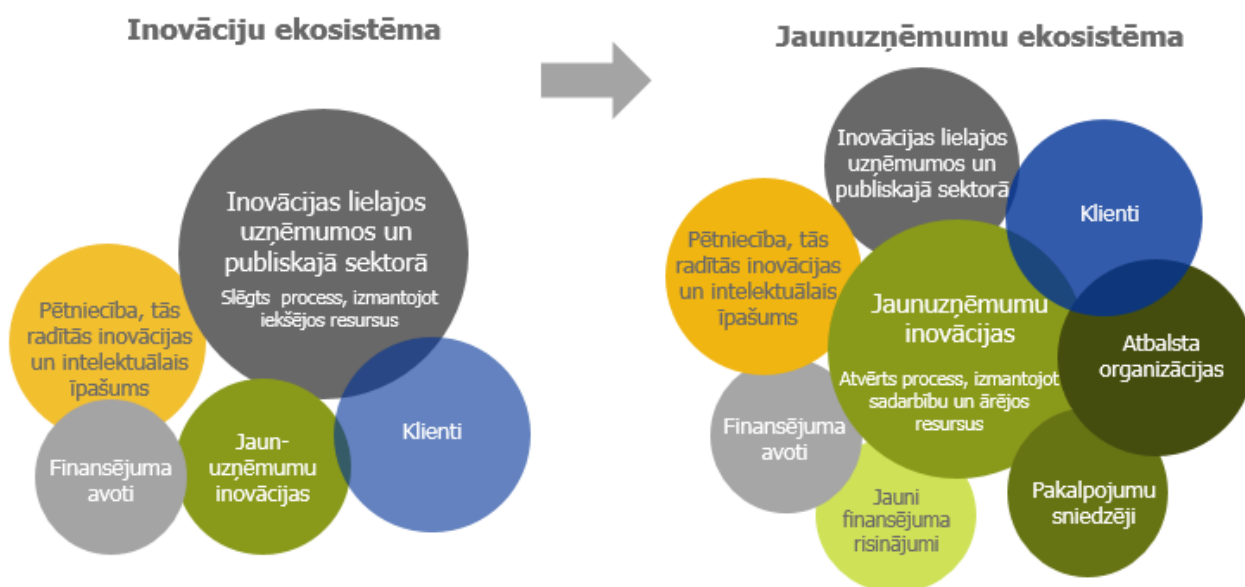 Inovāciju ekosistēma
Inovācijas lielajos
uzņēmumos un
publiskajā sektorā
Slēgts process, izmantojot
iekšējos resursus
Pētniecība, tās
radītās inovācijas
un intelektuālais
īpašums
Finansējuma
avoti
Jaun-
uzņēmumu
inovācijas
Klienti
Jaunuzņēmumu ekosistēma
Inovācijas lielajos
uzņēmumos un
publiskajā sektorā
Klienti
Pētniecība, tās
radītās inovācijas
un intelektuālais
īpašums
Jaunuzņēmumu
inovācijas
Atvērts process, izmantojot
sadarbību un ārējos
resursus
Atbalsta
organizācijas
Finansējuma
avoti
Jauni
finansējuma
risinājumi
Pakalpojumu
sniedzēji